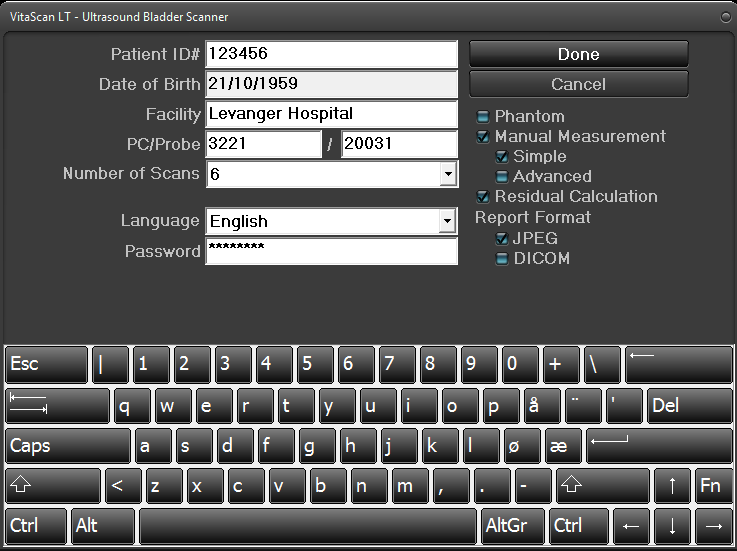 VitaScan LT - Ultrasound Bladder Scanner
Patient ID# 123456
Done
Date of Birth 21/10/1959
Cancel
Facility Levanger Hospital
Phantom
PC/Probe 3221 / 20031
Manual Measurement
Simple
Number of Scans 6
Advanced
Residual Calculation
Language English
Report Format
JPEG
Password ********
DICOM
Esc | 1 2 3 4 5 6 7 8 9 0 + \ ←
q w e r t y u i o p å ¨ ' Del
Caps a s d f g h j k l ø æ
< z x c v b n m , . - ↑ Fn
Ctrl Alt AltGr Ctrl ← ↓ →